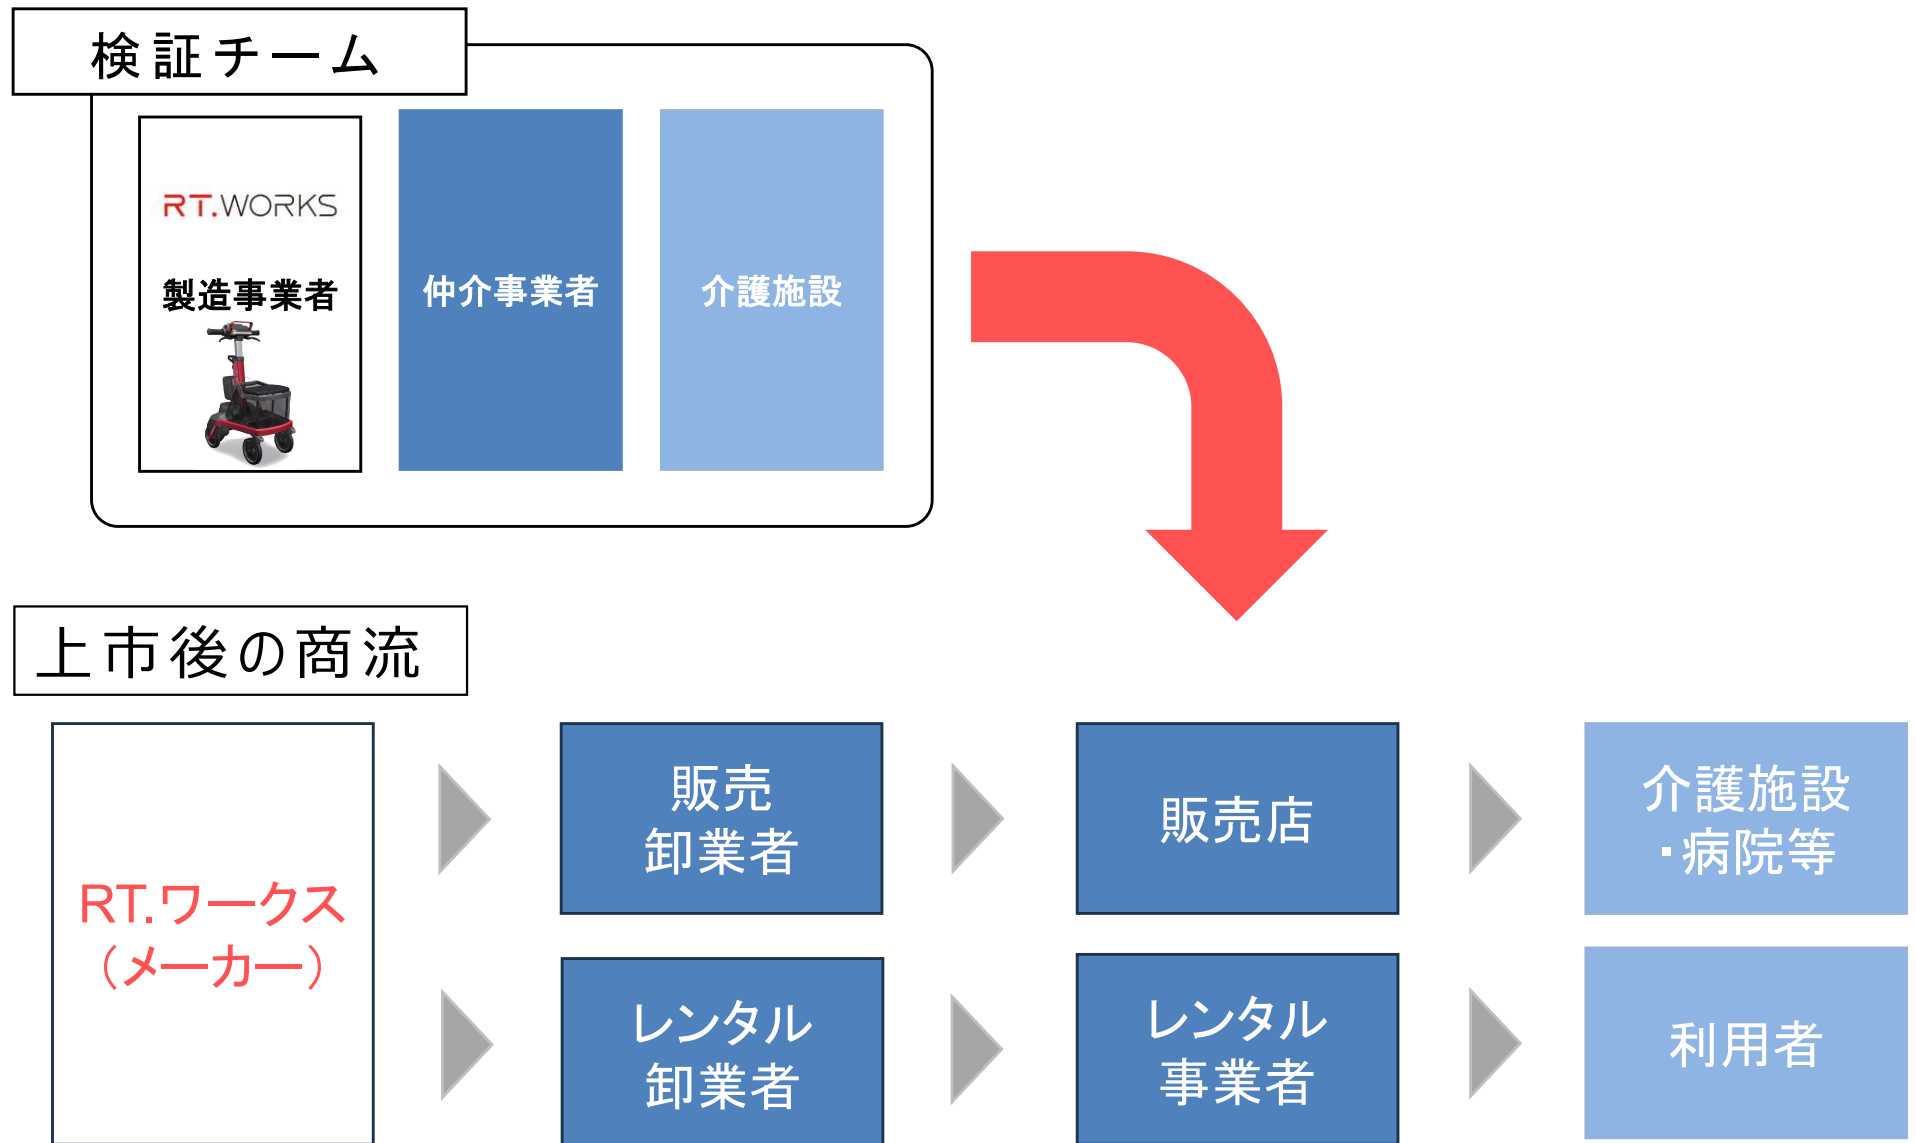 検証チーム
RT.WORKS
製造事業者
仲介事業者
介護施設
上市後の商流
RT.ワークス
（メーカー）
販売
卸業者
販売店
介護施設
・病院等
レンタル
卸業者
レンタル
事業者
利用者